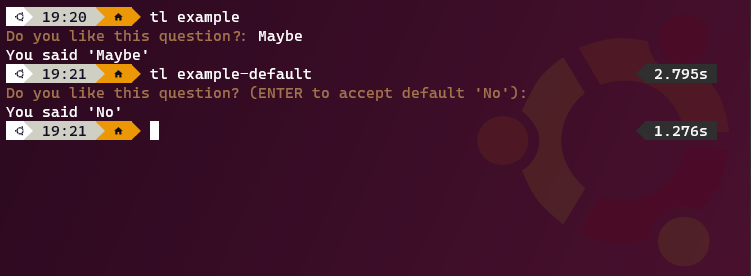 19:20 tl example
Do you like this question?: Maybe
You said 'Maybe'
19:21 tl example-default 2.795s
Do you like this question? (ENTER to accept default 'No'):
You said 'No'
19:21 1.276s